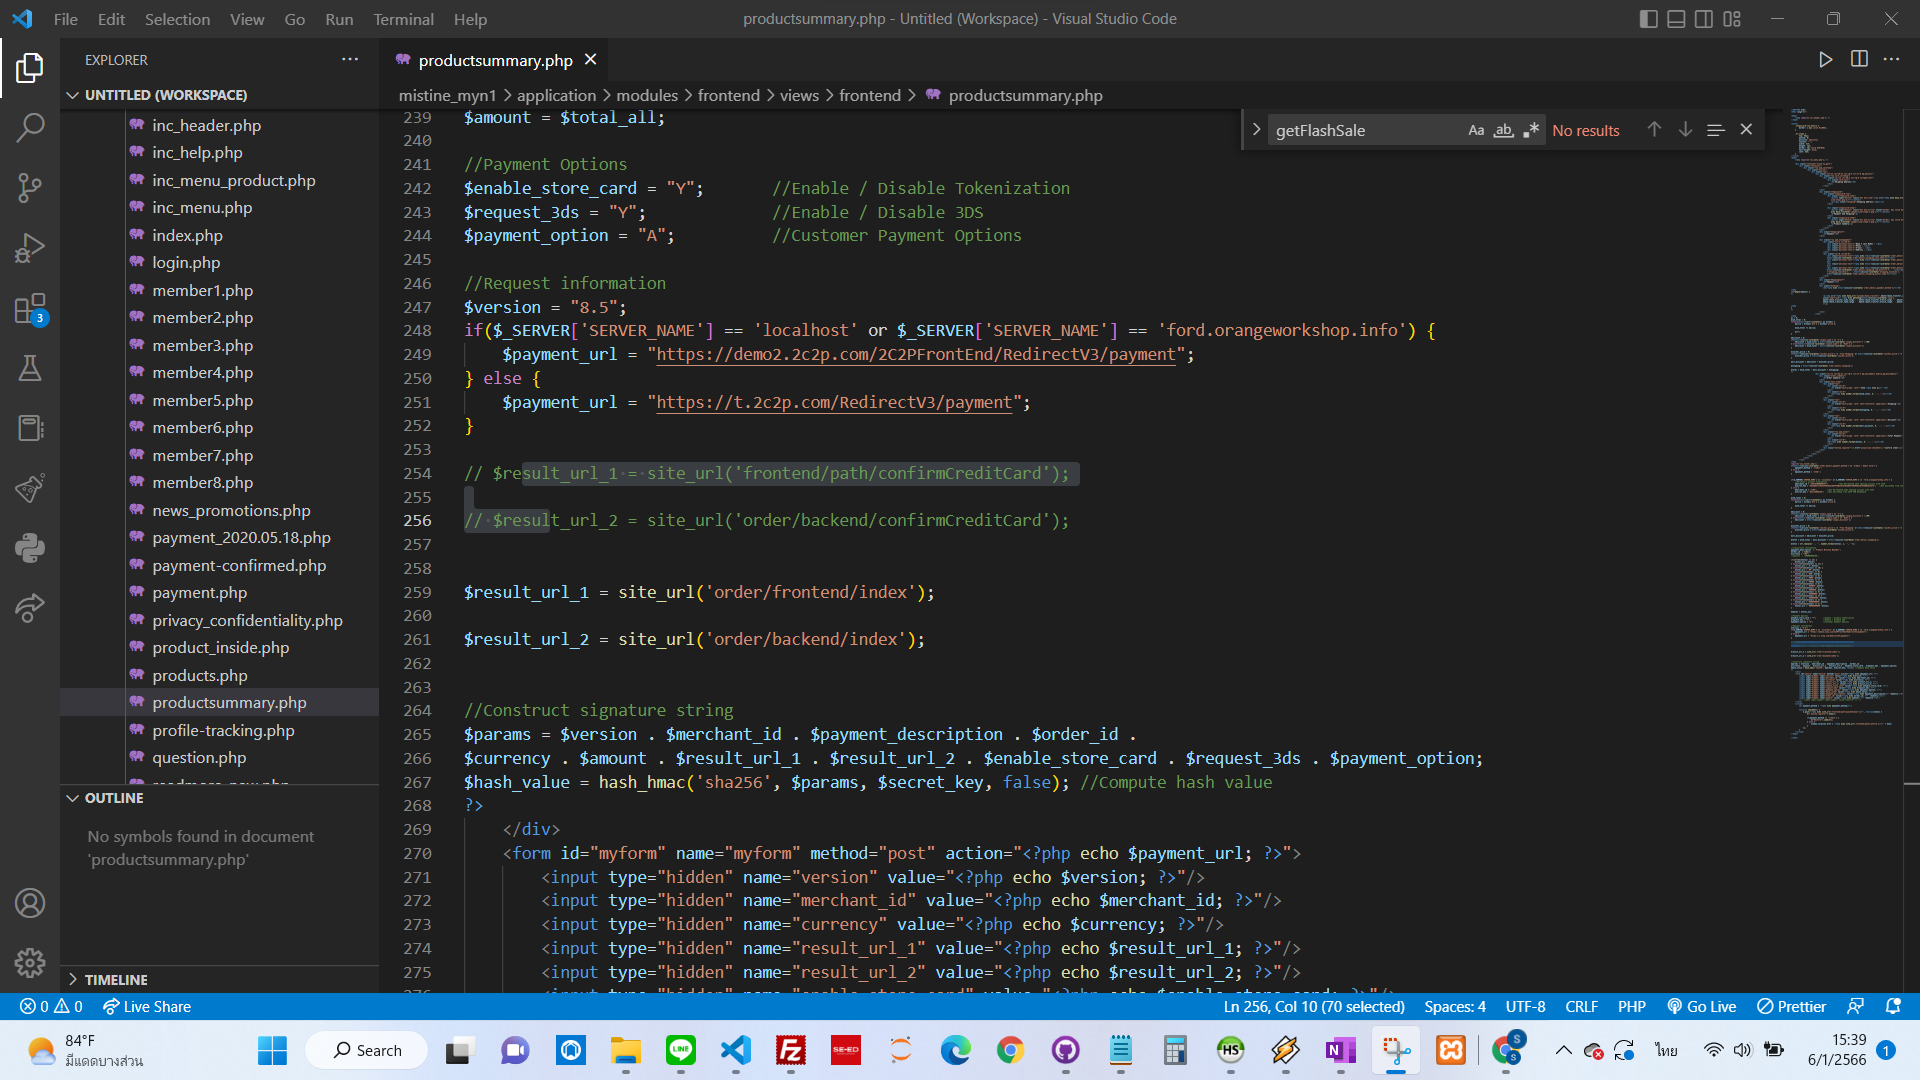 File Edit Selection View Go Run Terminal Help
productsummary.php - Untitled (Workspace) - Visual Studio Code
EXPLORER
UNTITLED (WORKSPACE)
inc_header.php
inc_help.php
inc_menu_product.php
inc_menu.php
index.php
login.php
member1.php
member2.php
member3.php
member4.php
member5.php
member6.php
member7.php
member8.php
news_promotions.php
payment_2020.05.18.php
payment-confirmed.php
payment.php
privacy_confidentiality.php
product_inside.php
products.php
productsummary.php
profile-tracking.php
question.php
OUTLINE
No symbols found in document
'productsummary.php'
TIMELINE
3
productsummary.php
mistine_myn1 > application > modules > frontend > views > frontend > productsummary.php
getFlashSale Aa ab No results
239 $amount = $total_all;
240
241 //Payment Options
242 $enable_store_card = "Y"; //Enable / Disable Tokenization
243 $request_3ds = "Y"; //Enable / Disable 3DS
244 $payment_option = "A"; //Customer Payment Options
245
246 //Request information
247 $version = "8.5";
248 if($_SERVER['SERVER_NAME'] == 'localhost' or $_SERVER['SERVER_NAME'] == 'ford.orangeworkshop.info') {
249 $payment_url = "https://demo2.2c2p.com/2C2PFrontEnd/RedirectV3/payment";
250 } else {
251 $payment_url = "https://t.2c2p.com/RedirectV3/payment";
252 }
253
254 // $result_url_1 = site_url('frontend/path/confirmCreditCard');
255
256 // $result_url_2 = site_url('order/backend/confirmCreditCard');
257
258
259 $result_url_1 = site_url('order/frontend/index');
260
261 $result_url_2 = site_url('order/backend/index');
262
263
264 //Construct signature string
265 $params = $version . $merchant_id . $payment_description . $order_id .
266 $currency . $amount . $result_url_1 . $result_url_2 . $enable_store_card . $request_3ds . $payment_option;
267 $hash_value = hash_hmac('sha256', $params, $secret_key, false); //Compute hash value
268 ?>
269 </div>
270 <form id="myform" name="myform" method="post" action="<?php echo $payment_url; ?>">
271 <input type="hidden" name="version" value="<?php echo $version; ?>"/>
272 <input type="hidden" name="merchant_id" value="<?php echo $merchant_id; ?>"/>
273 <input type="hidden" name="currency" value="<?php echo $currency; ?>"/>
274 <input type="hidden" name="result_url_1" value="<?php echo $result_url_1; ?>"/>
275 <input type="hidden" name="result_url_2" value="<?php echo $result_url_2; ?>"/>
0 0 Live Share
Ln 256, Col 10 (70 selected) Spaces: 4 UTF-8 CRLF PHP Go Live Prettier
84°F
มีแดดบางส่วน
Search
LINE
Fz
SE-ED
HS
N
S
S
ไทย
15:39
6/1/2566
1